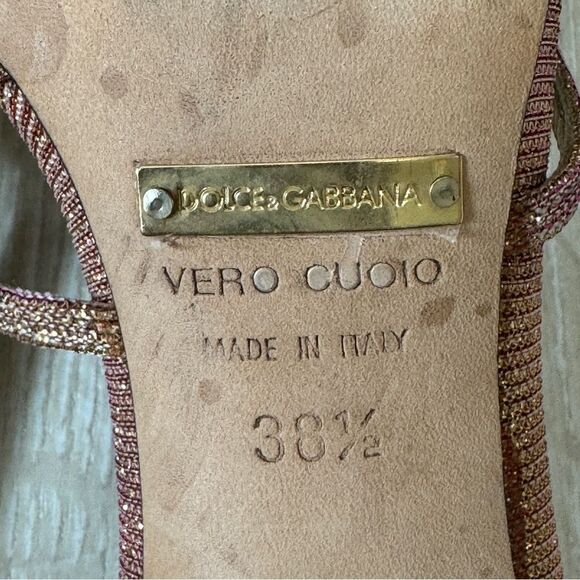 DOLCE&GABBANA
VERO CUOIO
MADE IN ITALY
38½